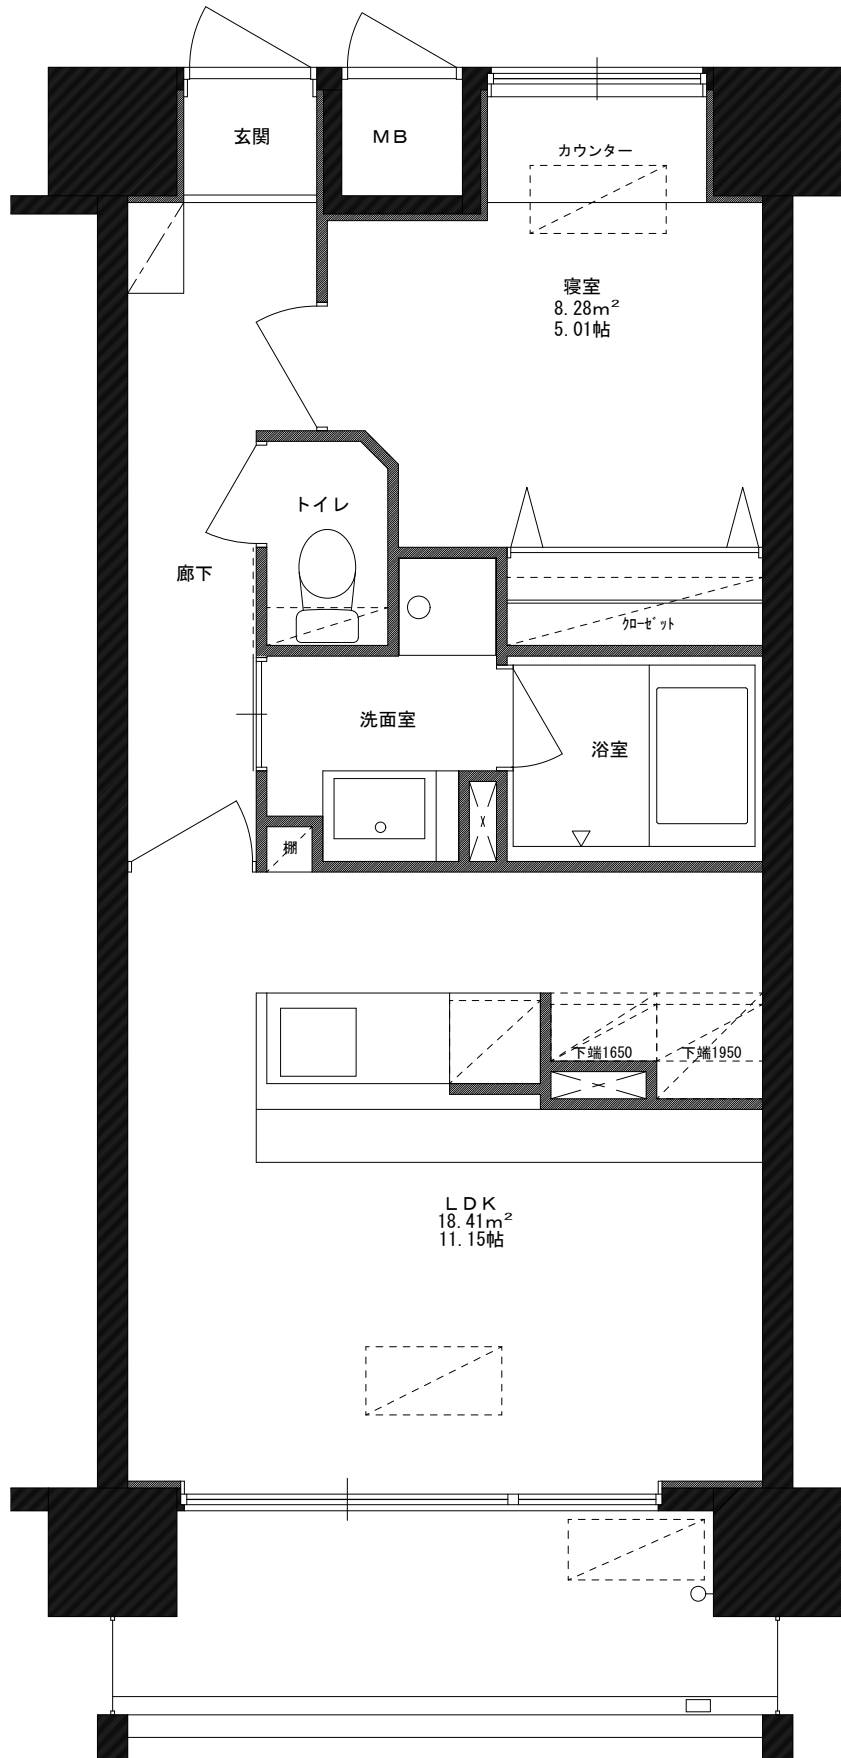 玄関
ＭＢ
カウンター
寝室
8.28m²
5.01帖
トイレ
廊下
ｸﾛｰｾﾞｯﾄ
洗面室
浴室
棚
下端1650
下端1950
ＬＤＫ
18.41m²
11.15帖